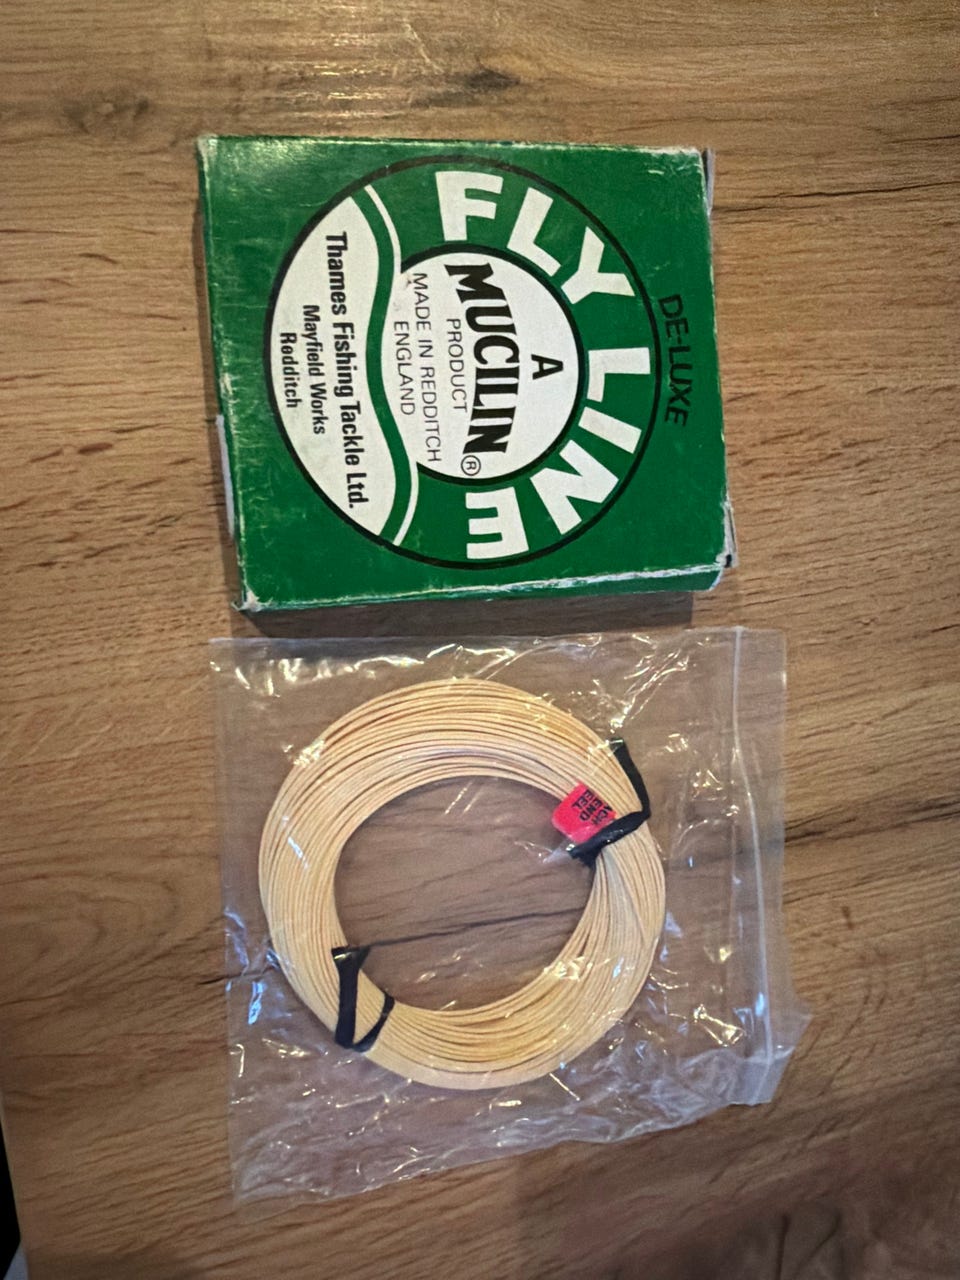 DE-LUXE
FLY LINE
A
MUCILIN®
PRODUCT
MADE IN REDDITCH
ENGLAND
Thames Fishing Tackle Ltd.
Mayfield Works
Redditch